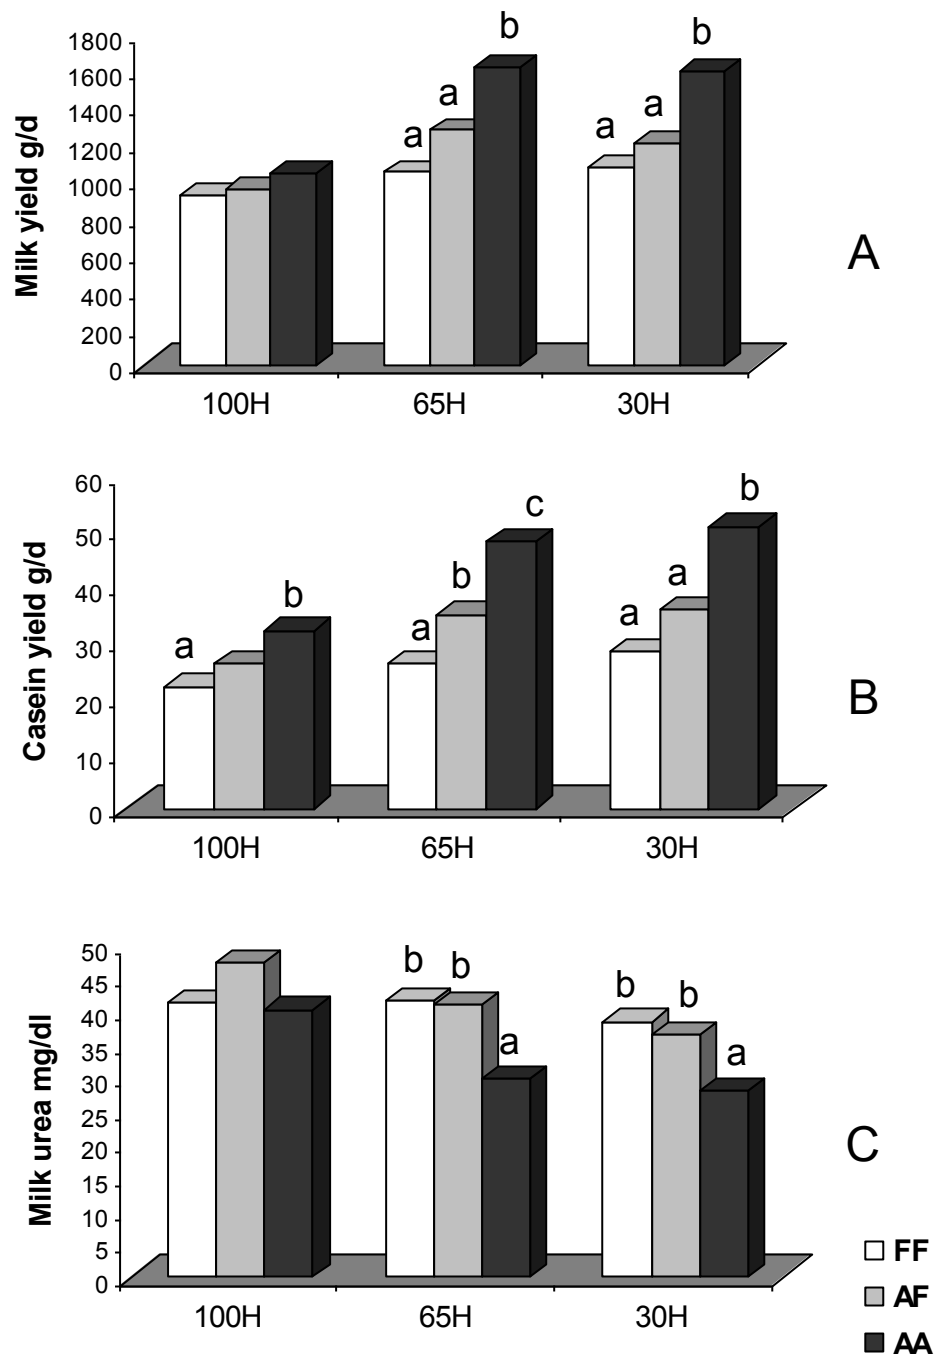 b
b
1800
1600
1400
1200
1000
800
600
400
200
0
Milk yield g/d
a
a
a
a
A
100H
65H
30H
60
50
40
30
20
10
0
Casein yield g/d
a
b
a
b
c
a
a
b
B
100H
65H
30H
50
45
40
35
30
25
20
15
10
5
0
Milk urea mg/dl
b
b
a
b
b
a
C
100H
65H
30H
FF
AF
AA